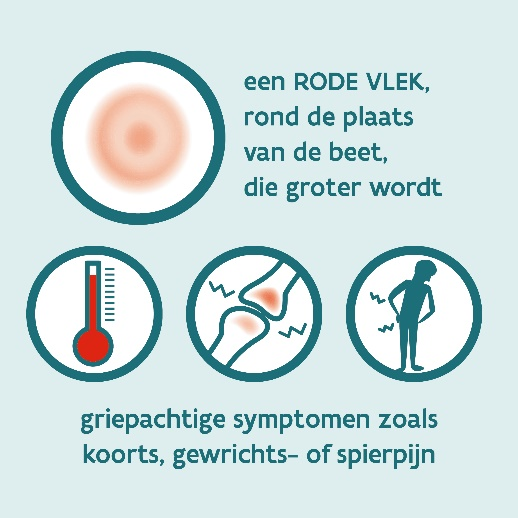 een RODE VLEK,
rond de plaats
van de beet,
die groter wordt
griepachtige symptomen zoals
koorts, gewrichts- of spierpijn